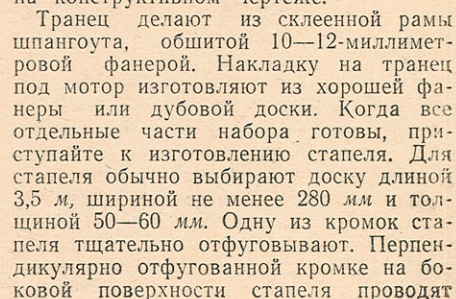 на конструктивном чертеже.
Транец делают из склеенной рамы
шпангоута, обшитой 10—12-миллимет-
ровой фанерой. Накладку на транец
под мотор изготовляют из хорошей фа-
неры или дубовой доски. Когда все
отдельные части набора готовы, при-
ступайте к изготовлению стапеля. Для
стапеля обычно выбирают доску длиной
3,5 м, шириной не менее 280 мм и тол-
щиной 50—60 мм. Одну из кромок ста-
пеля тщательно отфуговывают. Перпен-
дикулярно отфугованной кромке на бо-
ковой поверхности стапеля проводят